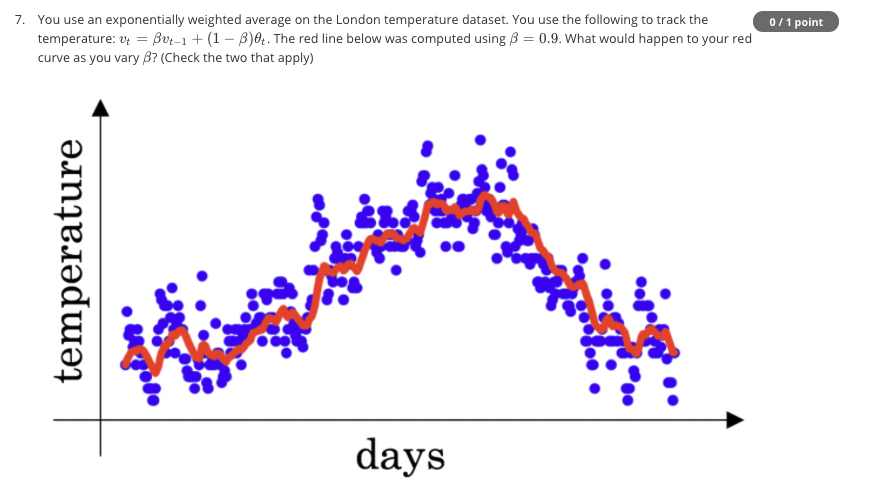 7. You use an exponentially weighted average on the London temperature dataset. You use the following to track the
0 / 1 point
temperature: vₜ = βvₜ₋₁ + (1 − β)θₜ. The red line below was computed using β = 0.9. What would happen to your red
curve as you vary β? (Check the two that apply)
temperature
days